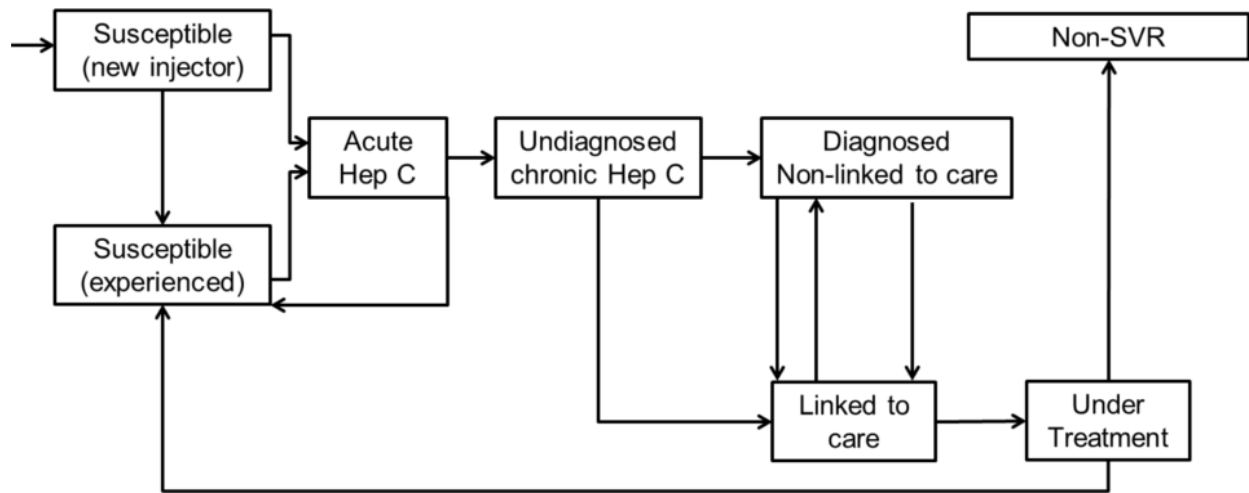 Susceptible
(new injector)
Non-SVR
Acute
Hep C
Undiagnosed
chronic Hep C
Diagnosed
Non-linked to care
Susceptible
(experienced)
Linked to
care
Under
Treatment